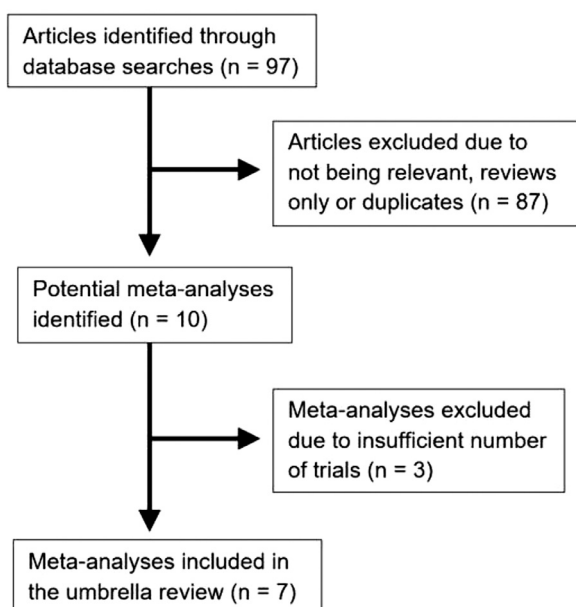 Articles identified through
database searches (n = 97)
Articles excluded due to
not being relevant, reviews
only or duplicates (n = 87)
Potential meta-analyses
identified (n = 10)
Meta-analyses excluded
due to insufficient number
of trials (n = 3)
Meta-analyses included in
the umbrella review (n = 7)